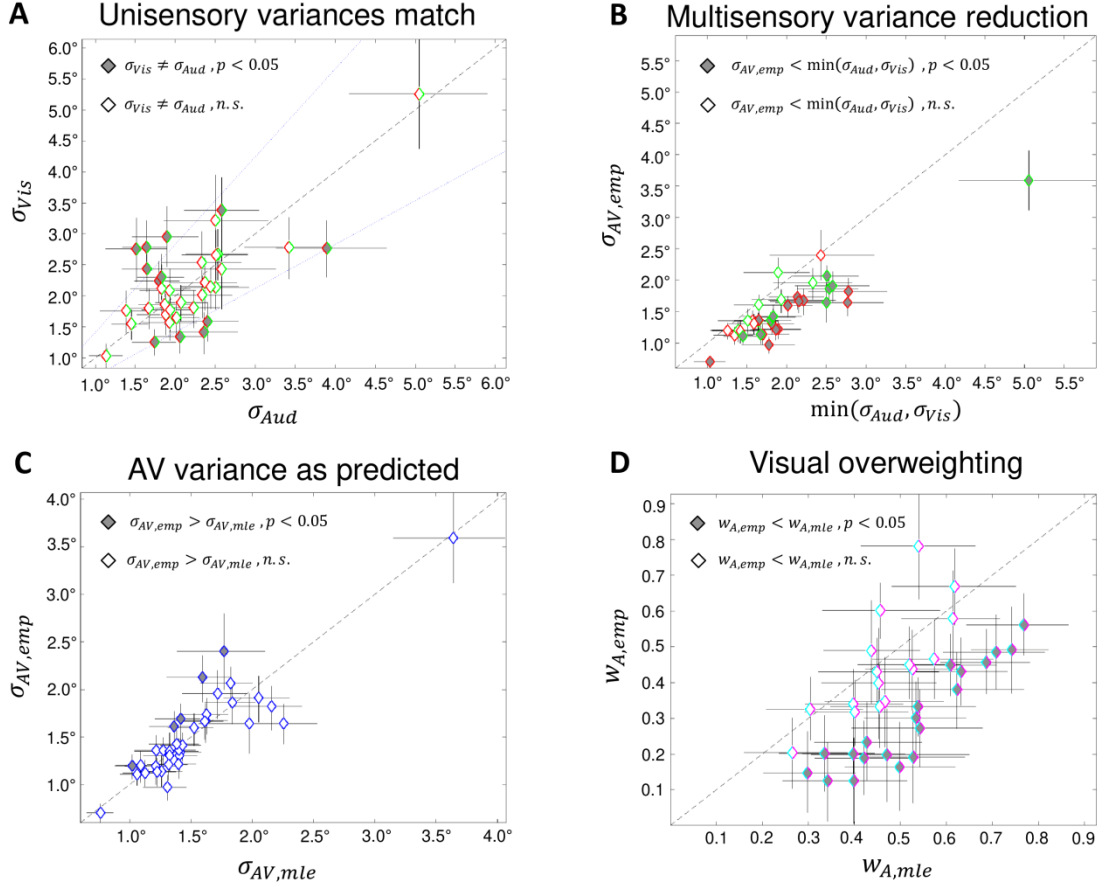 A Unisensory variances match
6.0°
5.5°
5.0°
4.5°
4.0°
3.5°
3.0°
2.5°
2.0°
1.5°
1.0°
σVis
σVis ≠ σAud , p < 0.05
σVis ≠ σAud , n.s.
1.0° 1.5° 2.0° 2.5° 3.0° 3.5° 4.0° 4.5° 5.0° 5.5° 6.0°
σAud
B Multisensory variance reduction
5.5°
5.0°
4.5°
4.0°
3.5°
3.0°
2.5°
2.0°
1.5°
1.0°
σAV,emp
σAV,emp < min(σAud, σVis) , p < 0.05
σAV,emp < min(σAud, σVis) , n.s.
1.0° 1.5° 2.0° 2.5° 3.0° 3.5° 4.0° 4.5° 5.0° 5.5°
min(σAud, σVis)
C AV variance as predicted
4.0°
3.5°
3.0°
2.5°
2.0°
1.5°
1.0°
σAV,emp
σAV,emp > σAV,mle , p < 0.05
σAV,emp > σAV,mle , n.s.
1.0° 1.5° 2.0° 2.5° 3.0° 3.5° 4.0°
σAV,mle
D Visual overweighting
0.9
0.8
0.7
0.6
0.5
0.4
0.3
0.2
0.1
wA,emp
wA,emp < wA,mle , p < 0.05
wA,emp < wA,mle , n.s.
0.1 0.2 0.3 0.4 0.5 0.6 0.7 0.8 0.9
wA,mle